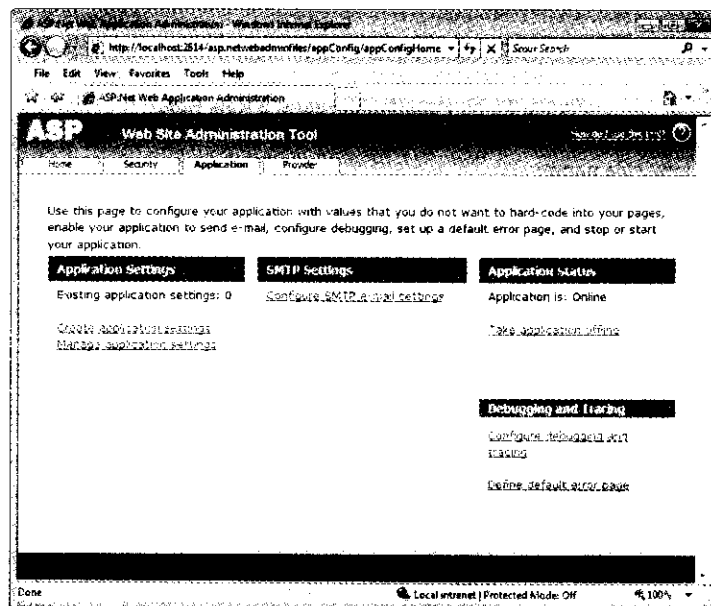 ASP.Net Web Application Administration - Windows Internet Explorer
http://localhost:2614/asp.netwebadminfiles/appConfig/appConfigHome
Search
File Edit View Favorites Tools Help
ASP.Net Web Application Administration
ASP Web Site Administration Tool
How do I use this tool?
Home Security Application Provider
Use this page to configure your application with values that you do not want to hard-code into your pages,
enable your application to send e-mail, configure debugging, set up a default error page, and stop or start
your application.
Application Settings
Existing application settings: 0
Create application settings
Manage application settings
SMTP Settings
Configure SMTP e-mail settings
Application Status
Application is: Online
Take application offline
Debugging and Tracing
Configure debugging and
tracing
Define default error page
Done
Local intranet | Protected Mode: Off
100%